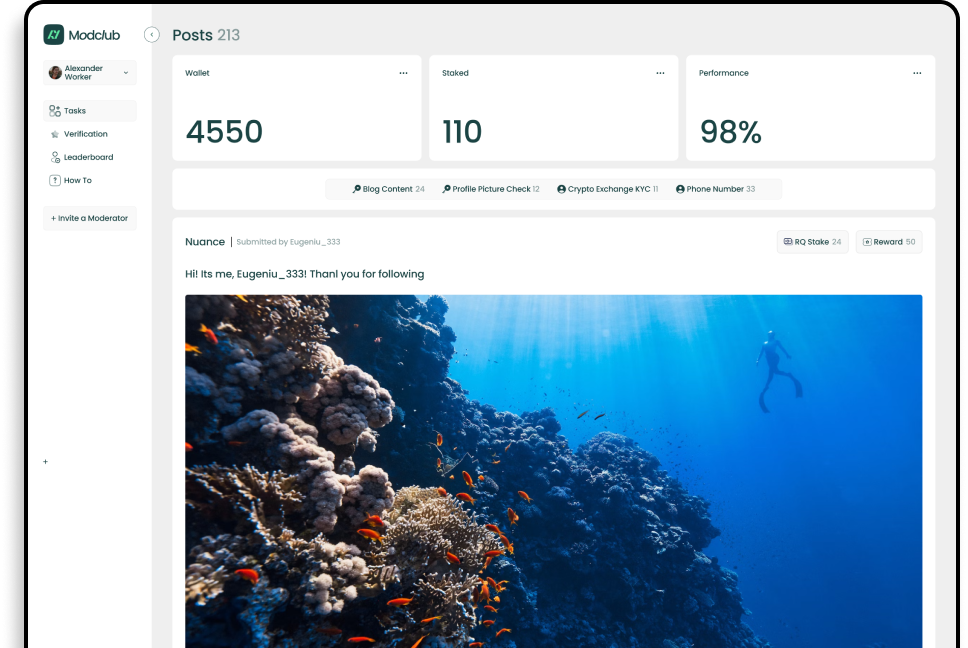 Modclub
Posts 213
Alexander
Worker
Tasks
Verification
Leaderboard
How To
+ Invite a Moderator
+
Wallet
4550
Staked
110
Performance
98%
Blog Content 24
Profile Picture Check 12
Crypto Exchange KYC 11
Phone Number 33
Nuance | Submitted by Eugeniu_333
RQ Stake 24
Reward 50
Hi! Its me, Eugeniu_333! Thanl you for following